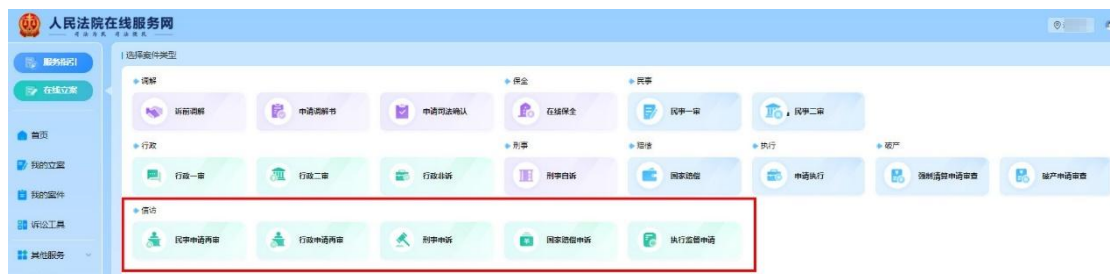 人民法院在线服务网
司法为民 司法便民
服务指引
在线立案
首页
我的立案
我的案件
诉讼工具
其他服务
选择案件类型
调解
诉前调解
申请调解书
申请司法确认
保全
在线保全
民事
民事一审
民事二审
行政
行政一审
行政二审
行政非诉
刑事
刑事自诉
赔偿
国家赔偿
执行
申请执行
破产
强制清算申请审查
破产申请审查
信访
民事申请再审
行政申请再审
刑事申诉
国家赔偿申诉
执行监督申请